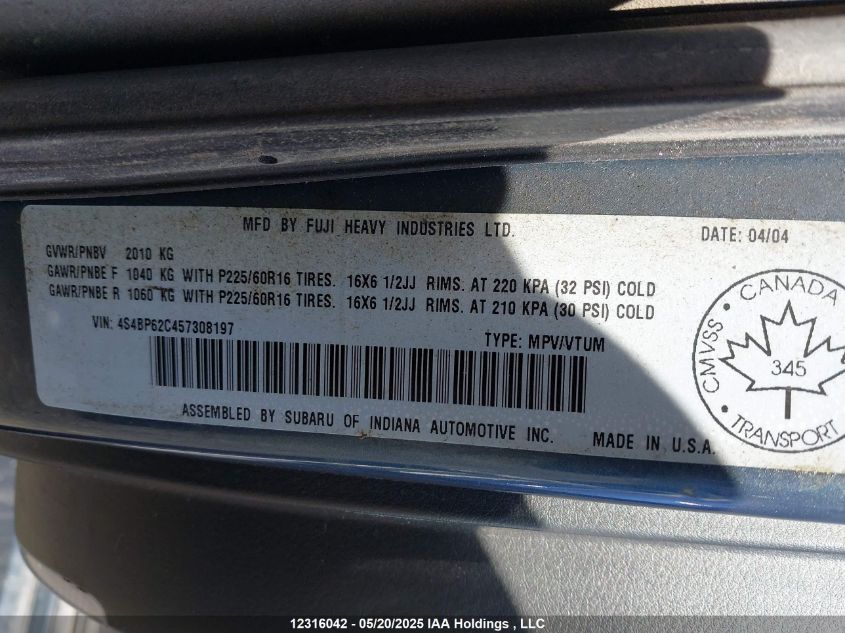 MFD BY FUJI HEAVY INDUSTRIES LTD.
DATE: 04/04
GVWR/PNBV 2010 KG
GAWR/PNBE F 1040 KG WITH P225/60R16 TIRES. 16X6 1/2JJ RIMS. AT 220 KPA (32 PSI) COLD
GAWR/PNBE R 1060 KG WITH P225/60R16 TIRES. 16X6 1/2JJ RIMS. AT 210 KPA (30 PSI) COLD
VIN: 4S4BP62C457308197
TYPE: MPV/VTUM
ASSEMBLED BY SUBARU OF INDIANA AUTOMOTIVE INC.
MADE IN U.S.A.
CMVSS • CANADA
345
• TRANSPORT
12316042 - 05/20/2025 IAA Holdings , LLC